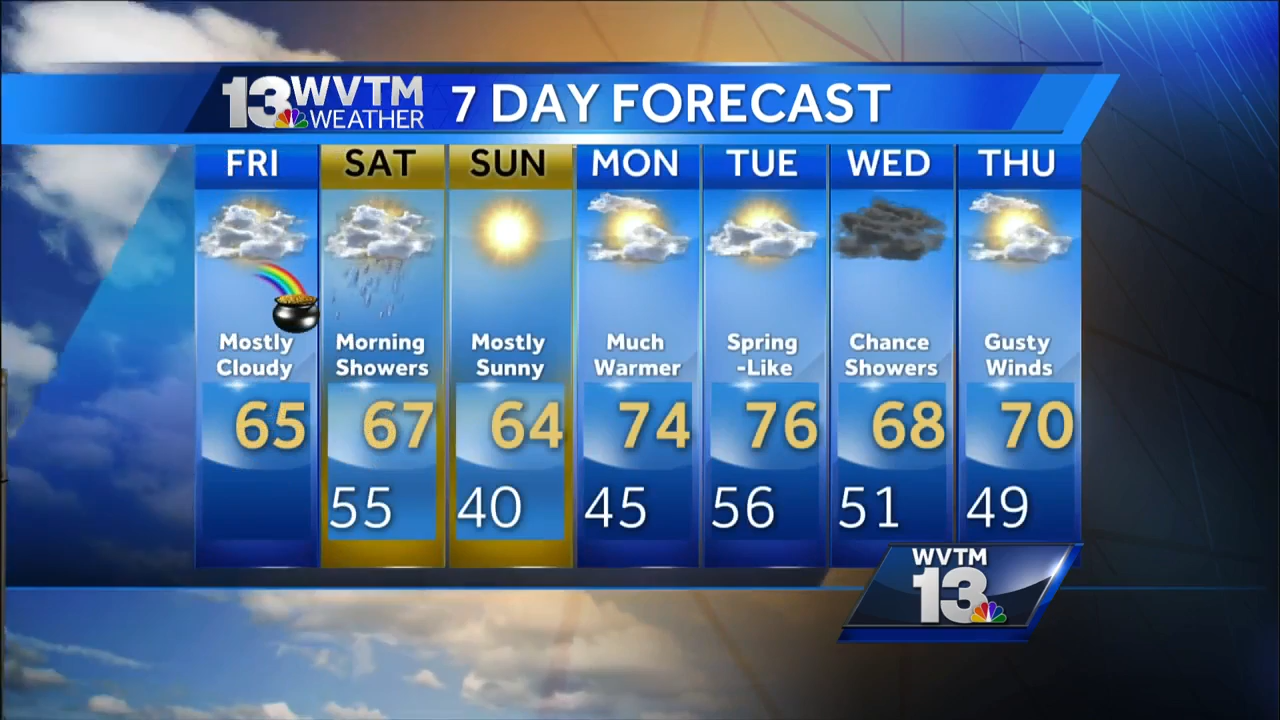 13 WVTM
WEATHER
7 DAY FORECAST
FRI SAT SUN MON TUE WED THU
Mostly Morning Mostly Much Spring Chance Gusty
Cloudy Showers Sunny Warmer -Like Showers Winds
65 67 64 74 76 68 70
55 40 45 56 51 49
WVTM
13